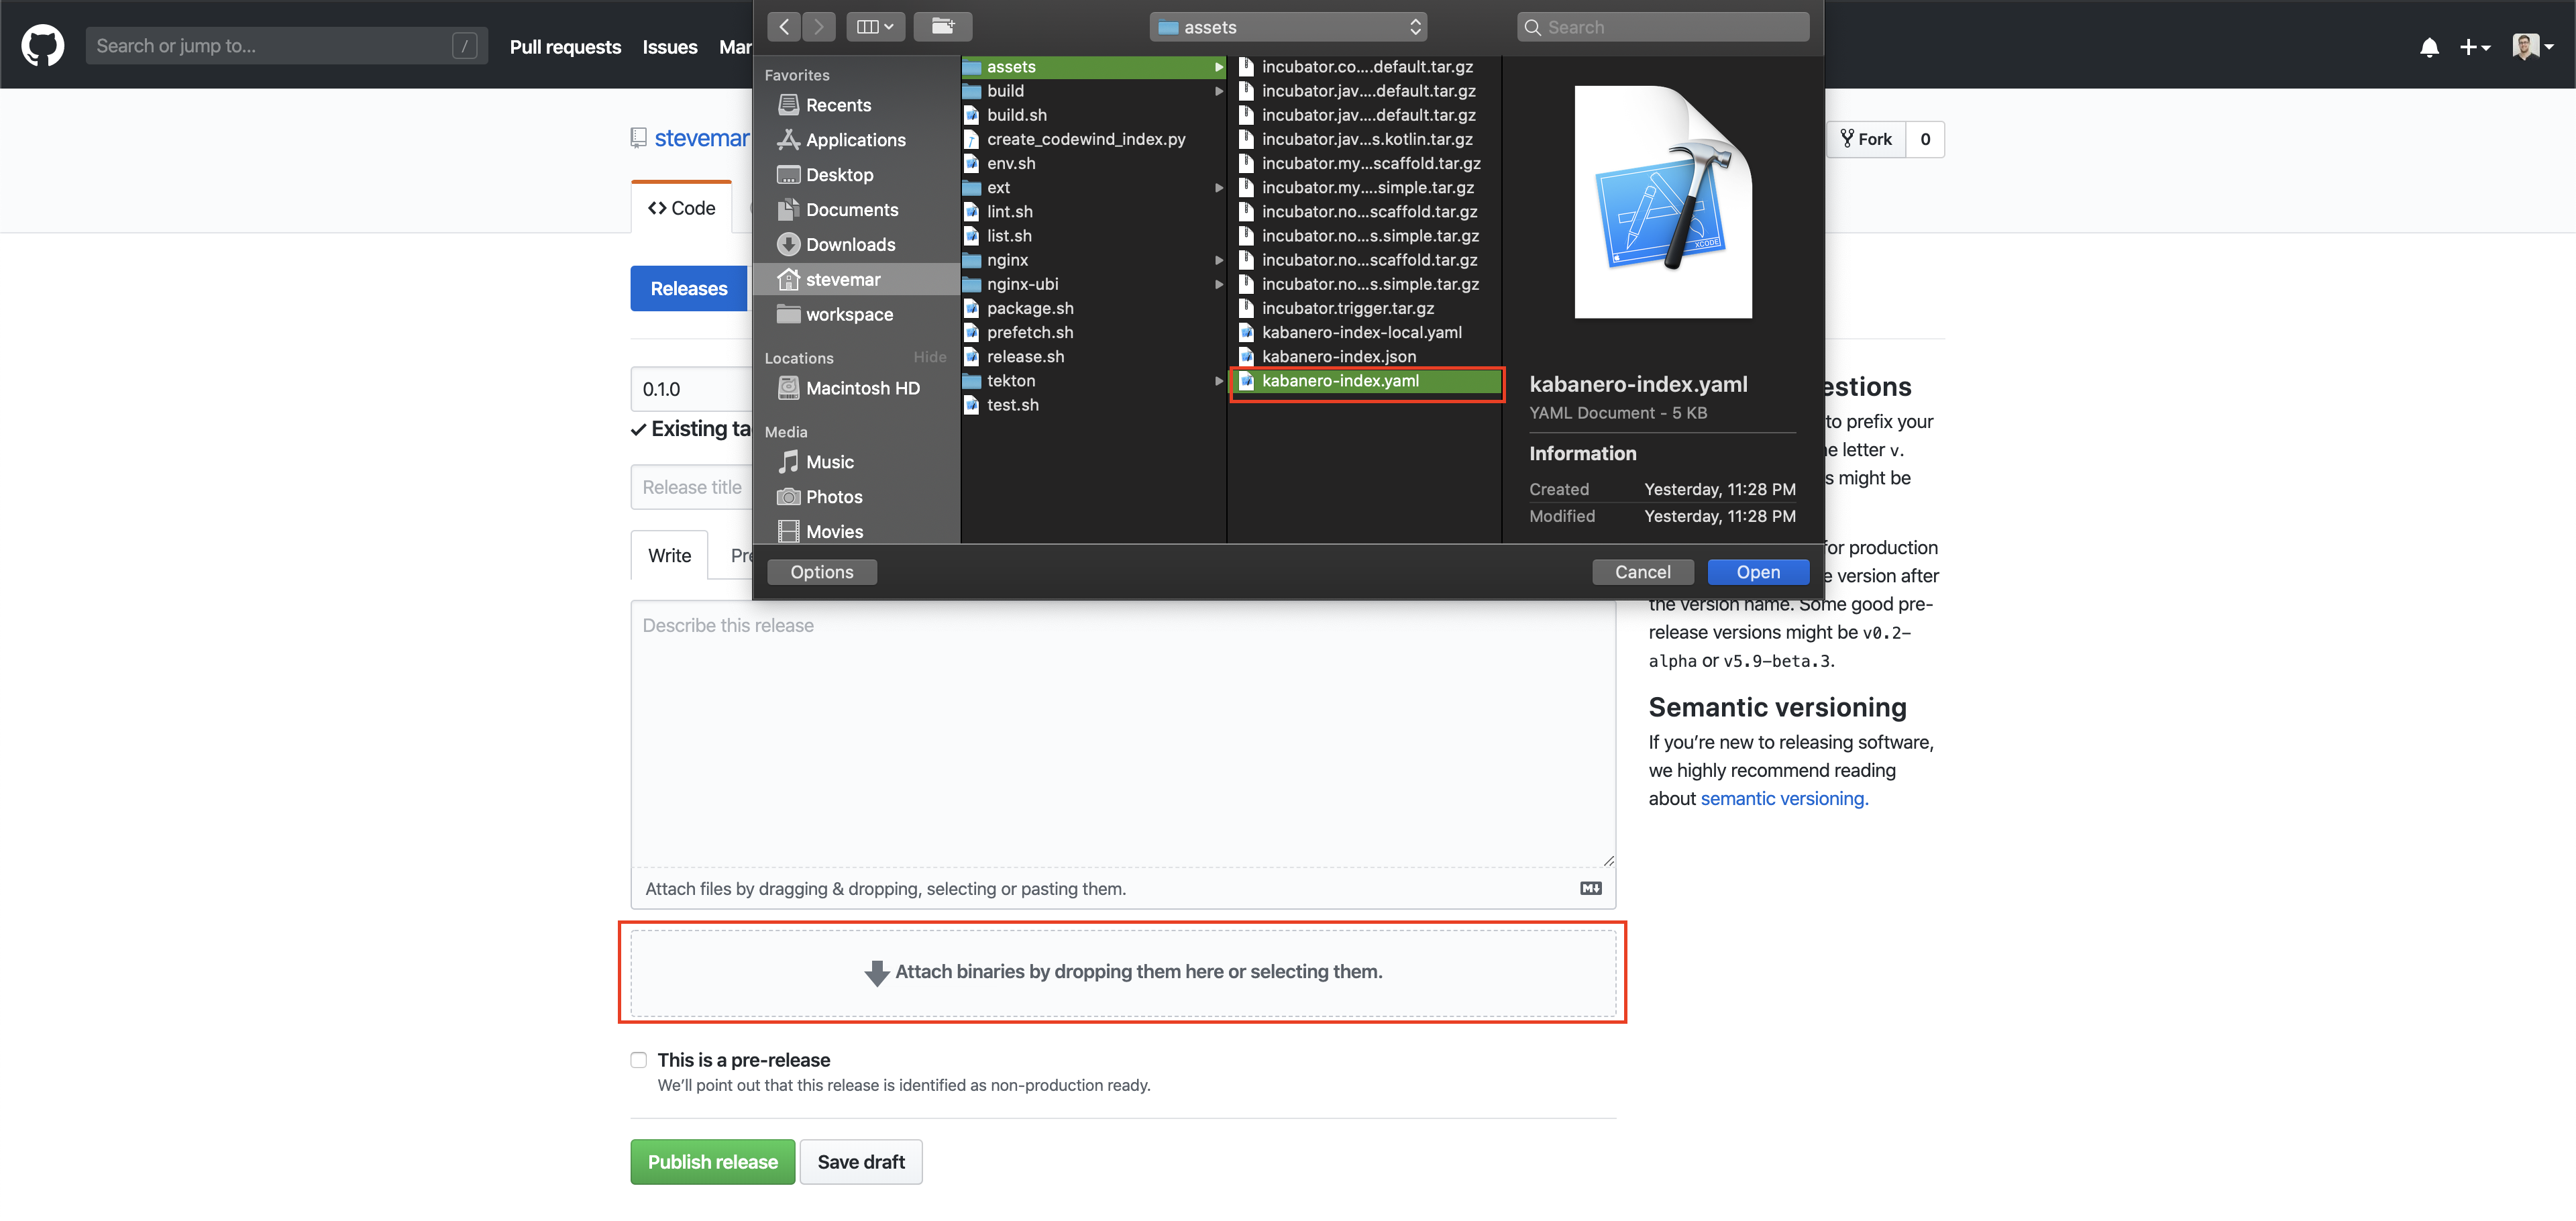 Search or jump to...
/
Pull requests
Issues
Mar
assets
Search
Favorites
Recents
Applications
Desktop
Documents
Downloads
stevemar
workspace
Locations
Hide
Macintosh HD
Media
Music
Photos
Movies
assets
build
build.sh
create_codewind_index.py
env.sh
ext
lint.sh
list.sh
nginx
nginx-ubi
package.sh
prefetch.sh
release.sh
tekton
test.sh
incubator.co....default.tar.gz
incubator.jav....default.tar.gz
incubator.jav....default.tar.gz
incubator.jav...s.kotlin.tar.gz
incubator.my...scaffold.tar.gz
incubator.my....simple.tar.gz
incubator.no...scaffold.tar.gz
incubator.no...s.simple.tar.gz
incubator.no...scaffold.tar.gz
incubator.no...s.simple.tar.gz
incubator.trigger.tar.gz
kabanero-index-local.yaml
kabanero-index.json
kabanero-index.yaml
XCODE
kabanero-index.yaml
YAML Document - 5 KB
Information
Created Yesterday, 11:28 PM
Modified Yesterday, 11:28 PM
Options
Cancel
Open
stevemar
Fork
0
Code
Releases
0.1.0
Existing ta
Release title
Write
Pre
Describe this release
Attach files by dragging & dropping, selecting or pasting them.
M
Attach binaries by dropping them here or selecting them.
This is a pre-release
We'll point out that this release is identified as non-production ready.
Publish release
Save draft
estions
to prefix your
e letter v.
s might be
for production
e version after
the version name. Some good pre-
release versions might be v0.2-
alpha or v5.9-beta.3.
Semantic versioning
If you're new to releasing software,
we highly recommend reading
about semantic versioning.